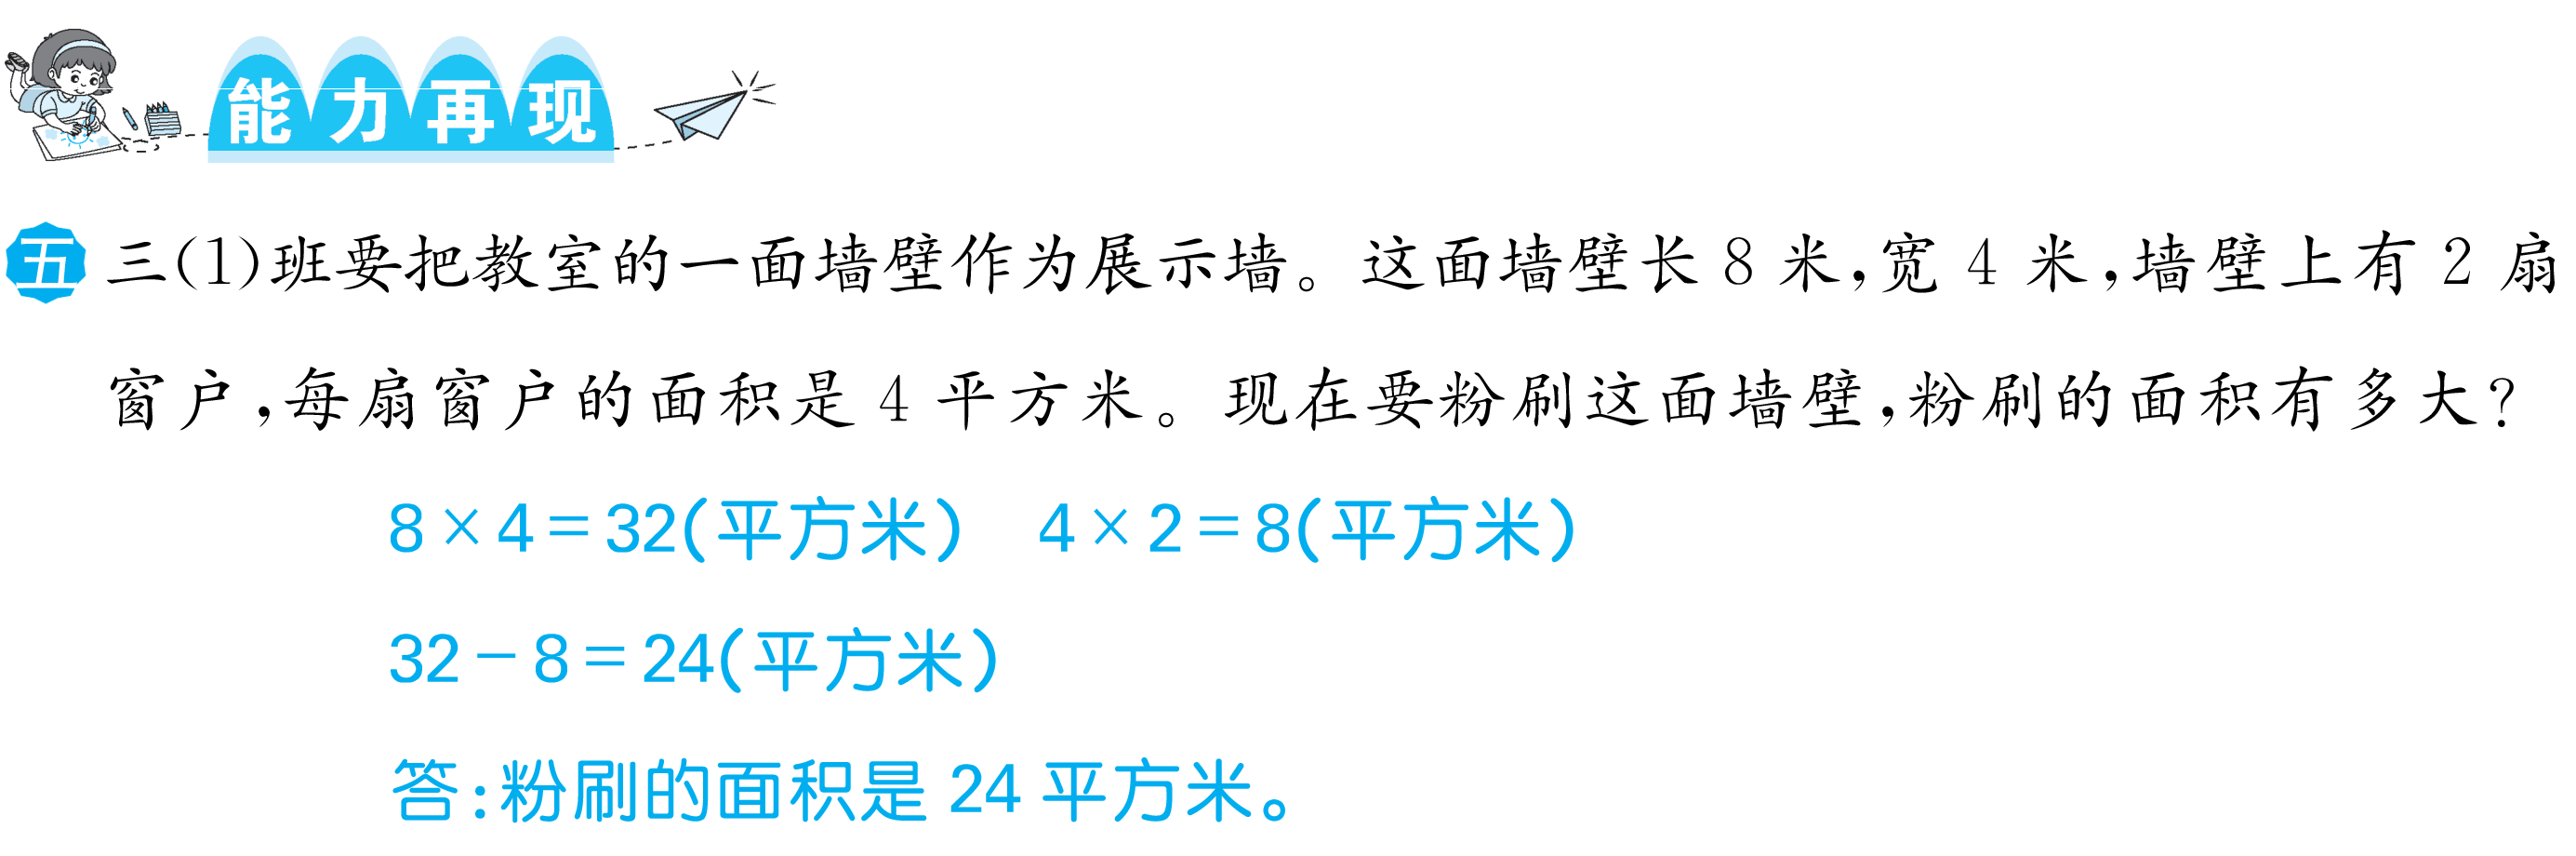 能力再现
五 三(1)班要把教室的一面墙壁作为展示墙。这面墙壁长 8 米,宽 4 米,墙壁上有 2 扇
窗户,每扇窗户的面积是 4 平方米。现在要粉刷这面墙壁,粉刷的面积有多大?
8×4=32(平方米) 4×2=8(平方米)
32-8=24(平方米)
答:粉刷的面积是 24 平方米。